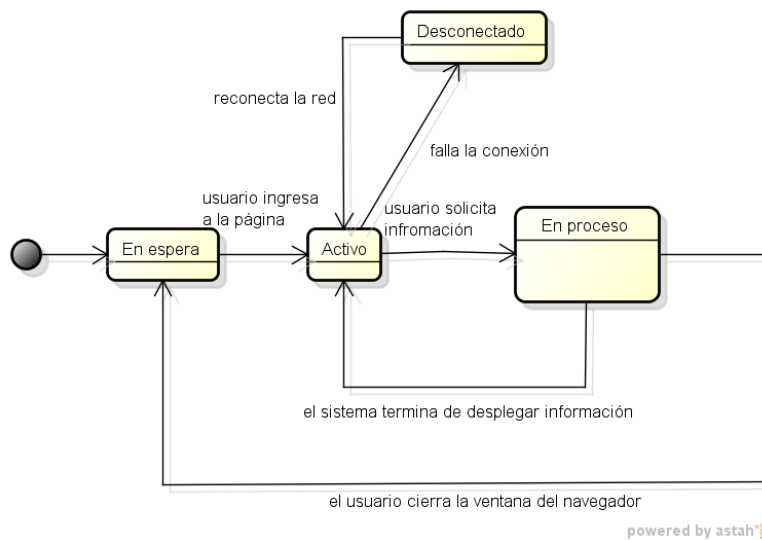 Desconectado
reconecta la red
falla la conexión
usuario ingresa
a la página
usuario solicita
infromación
En espera
Activo
En proceso
el sistema termina de desplegar información
el usuario cierra la ventana del navegador
powered by astah*